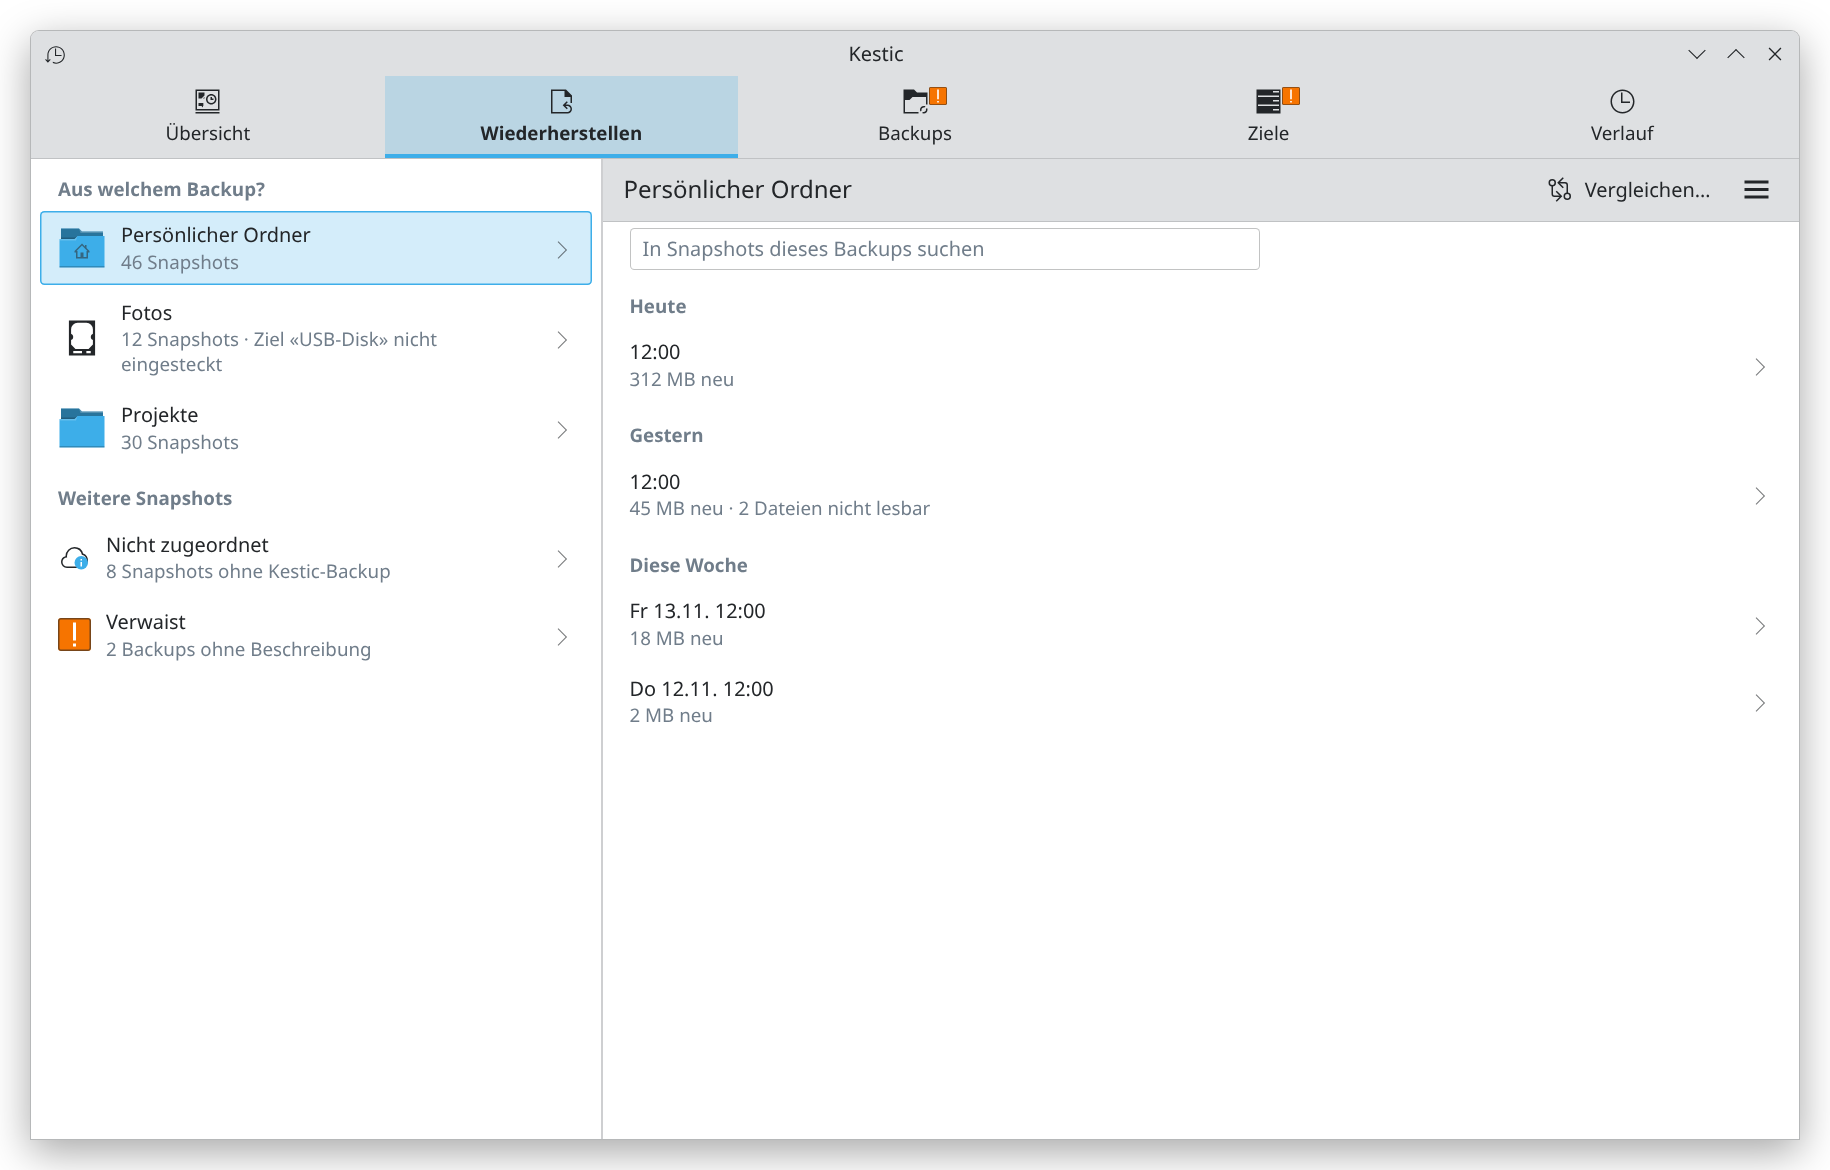 Kestic
Übersicht
Wiederherstellen
Backups
Ziele
Verlauf
Aus welchem Backup?
Persönlicher Ordner
46 Snapshots
Fotos
12 Snapshots · Ziel «USB-Disk» nicht
eingesteckt
Projekte
30 Snapshots
Weitere Snapshots
Nicht zugeordnet
8 Snapshots ohne Kestic-Backup
Verwaist
2 Backups ohne Beschreibung
Persönlicher Ordner
Vergleichen...
In Snapshots dieses Backups suchen
Heute
12:00
312 MB neu
Gestern
12:00
45 MB neu · 2 Dateien nicht lesbar
Diese Woche
Fr 13.11. 12:00
18 MB neu
Do 12.11. 12:00
2 MB neu